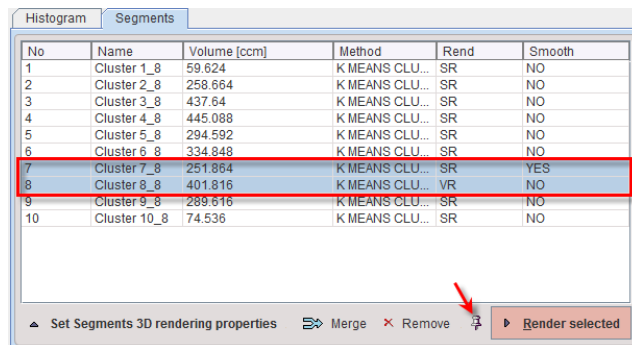 Histogram Segments
No Name Volume [ccm] Method Rend Smooth
1 Cluster 1_8 59.624 K MEANS CLU... SR NO
2 Cluster 2_8 258.664 K MEANS CLU... SR NO
3 Cluster 3_8 437.64 K MEANS CLU... SR NO
4 Cluster 4_8 445.088 K MEANS CLU... SR NO
5 Cluster 5_8 294.592 K MEANS CLU... SR NO
6 Cluster 6_8 334.848 K MEANS CLU... SR NO
7 Cluster 7_8 251.864 K MEANS CLU... SR YES
8 Cluster 8_8 401.816 K MEANS CLU... VR NO
9 Cluster 9_8 289.616 K MEANS CLU... SR NO
10 Cluster 10_8 74.536 K MEANS CLU... SR NO
Set Segments 3D rendering properties Merge Remove Render selected